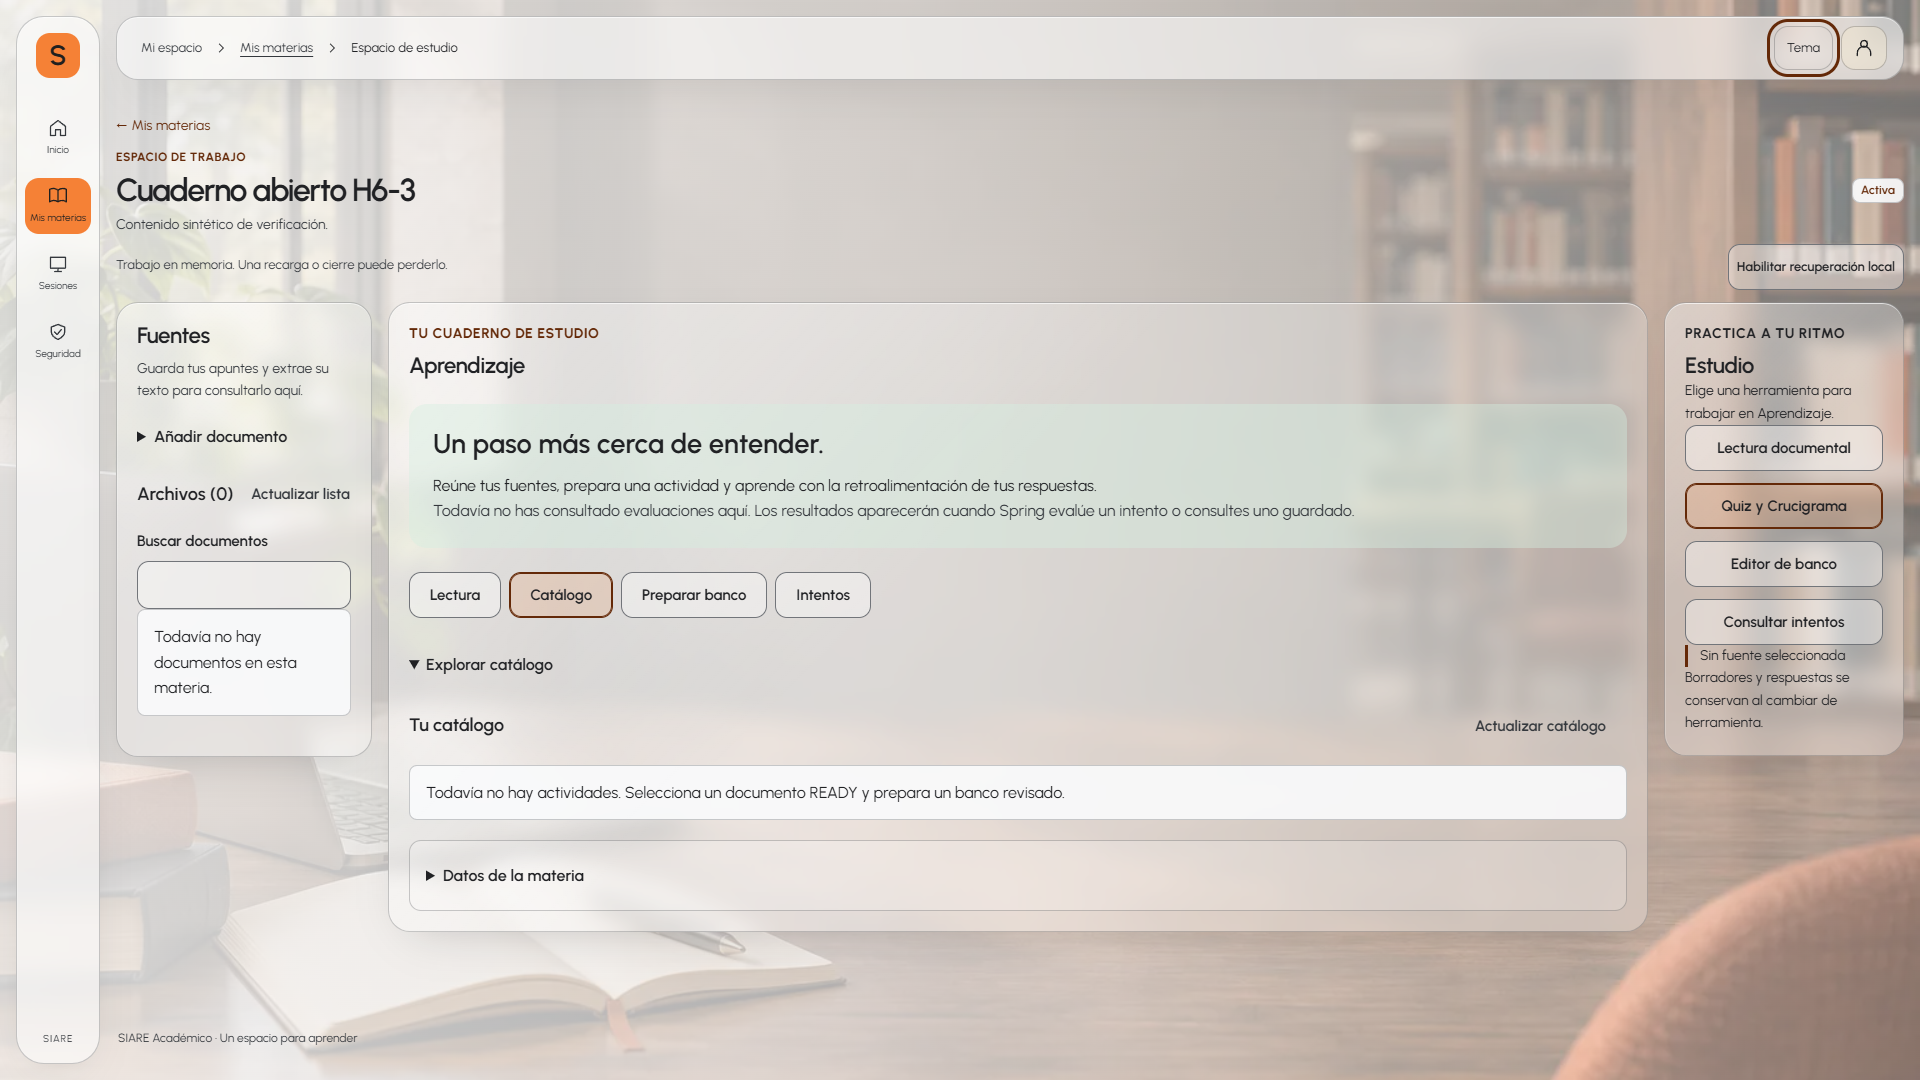 S
Inicio
Mis materias
Sesiones
Seguridad
SIARE
Mi espacio > Mis materias > Espacio de estudio
Tema
← Mis materias
ESPACIO DE TRABAJO
Cuaderno abierto H6-3
Activa
Contenido sintético de verificación.
Trabajo en memoria. Una recarga o cierre puede perderlo.
Habilitar recuperación local
Fuentes
Guarda tus apuntes y extrae su
texto para consultarlo aquí.
Añadir documento
Archivos (0) Actualizar lista
Buscar documentos
Todavía no hay
documentos en esta
materia.
TU CUADERNO DE ESTUDIO
Aprendizaje
Un paso más cerca de entender.
Reúne tus fuentes, prepara una actividad y aprende con la retroalimentación de tus respuestas.
Todavía no has consultado evaluaciones aquí. Los resultados aparecerán cuando Spring evalúe un intento o consultes uno guardado.
Lectura Catálogo Preparar banco Intentos
Explorar catálogo
Tu catálogo Actualizar catálogo
Todavía no hay actividades. Selecciona un documento READY y prepara un banco revisado.
Datos de la materia
PRACTICA A TU RITMO
Estudio
Elige una herramienta para
trabajar en Aprendizaje.
Lectura documental
Quiz y Crucigrama
Editor de banco
Consultar intentos
Sin fuente seleccionada
Borradores y respuestas se
conservan al cambiar de
herramienta.
SIARE Académico · Un espacio para aprender